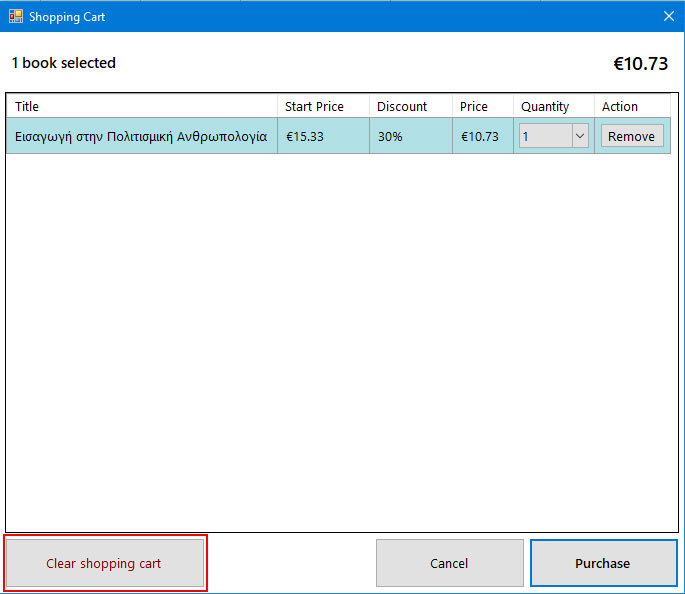 Shopping Cart
1 book selected €10.73
Title Start Price Discount Price Quantity Action
Εισαγωγή στην Πολιτισμική Ανθρωπολογία €15.33 30% €10.73 1 Remove
Clear shopping cart Cancel Purchase